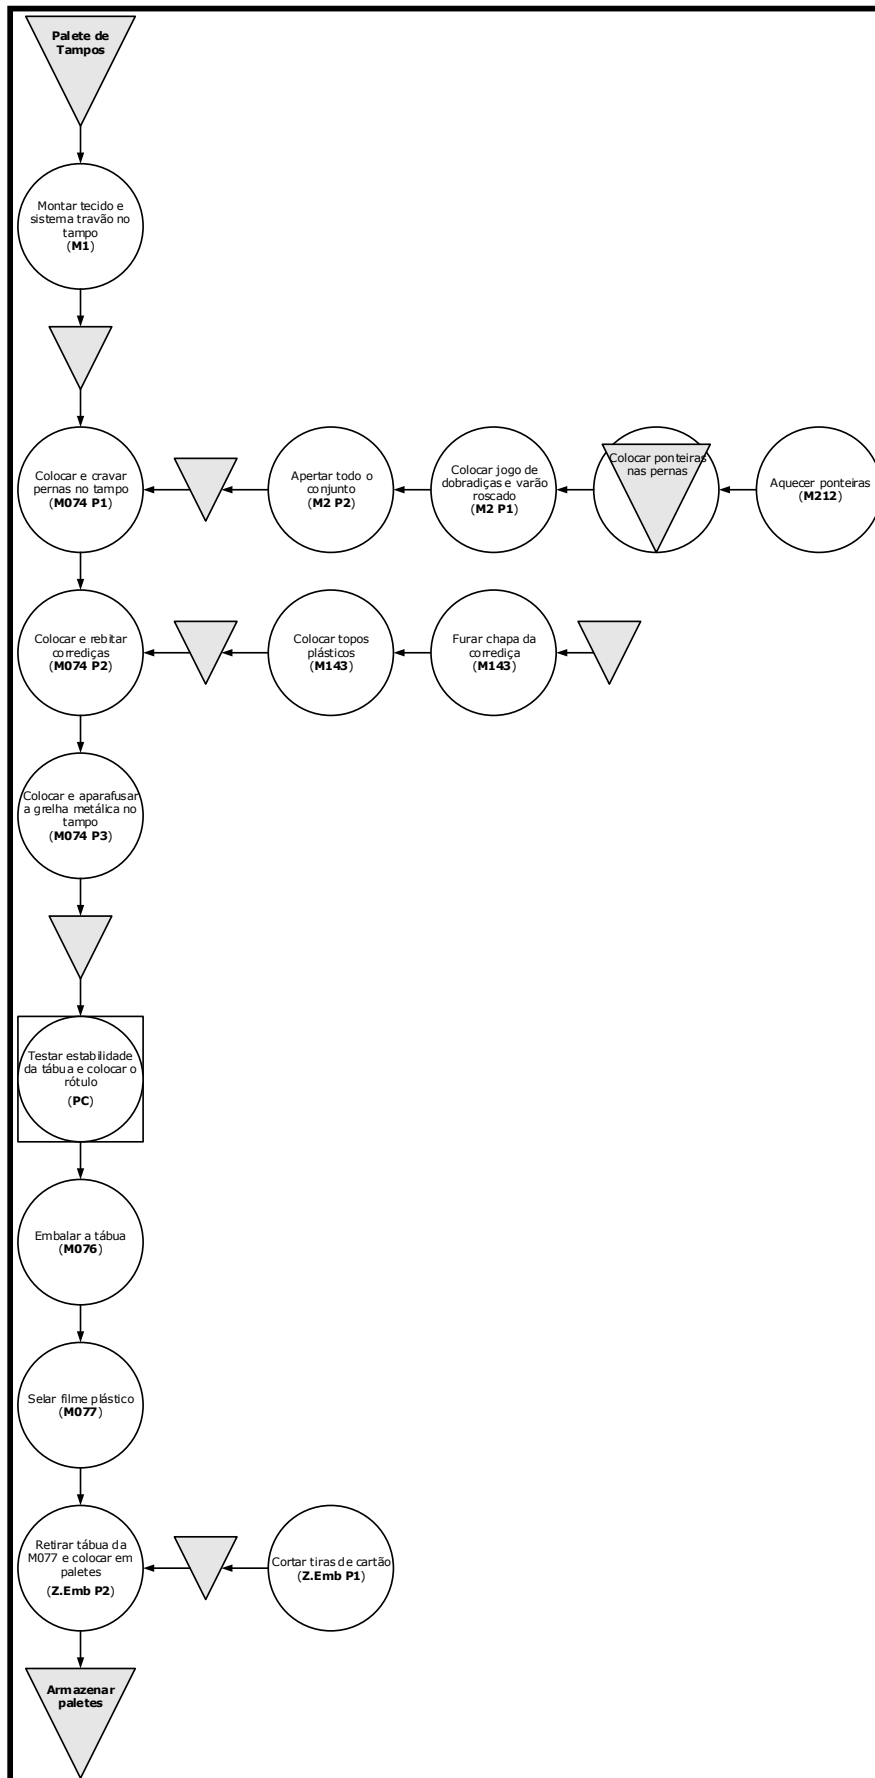 Palete de
Tampos
Montar tecido e
sistema travão no
tampo
(M1)
Colocar e cravar
pernas no tampo
(M074 P1)
Apertar todo o
conjunto
(M2 P2)
Colocar jogo de
dobradiças e varão
roscado
(M2 P1)
Colocar ponteiras
nas pernas
Aquecer ponteiras
(M212)
Colocar e rebitar
corrediças
(M074 P2)
Colocar topos
plásticos
(M143)
Furar chapa da
corrediça
(M143)
Colocar e aparafusar
a grelha metálica no
tampo
(M074 P3)
Testar estabilidade
da tábua e colocar o
rótulo
(PC)
Embalar a tábua
(M076)
Selar filme plástico
(M077)
Retirar tábua da
M077 e colocar em
paletes
(Z.Emb P2)
Cortar tiras de cartão
(Z.Emb P1)
Armazenar
paletes